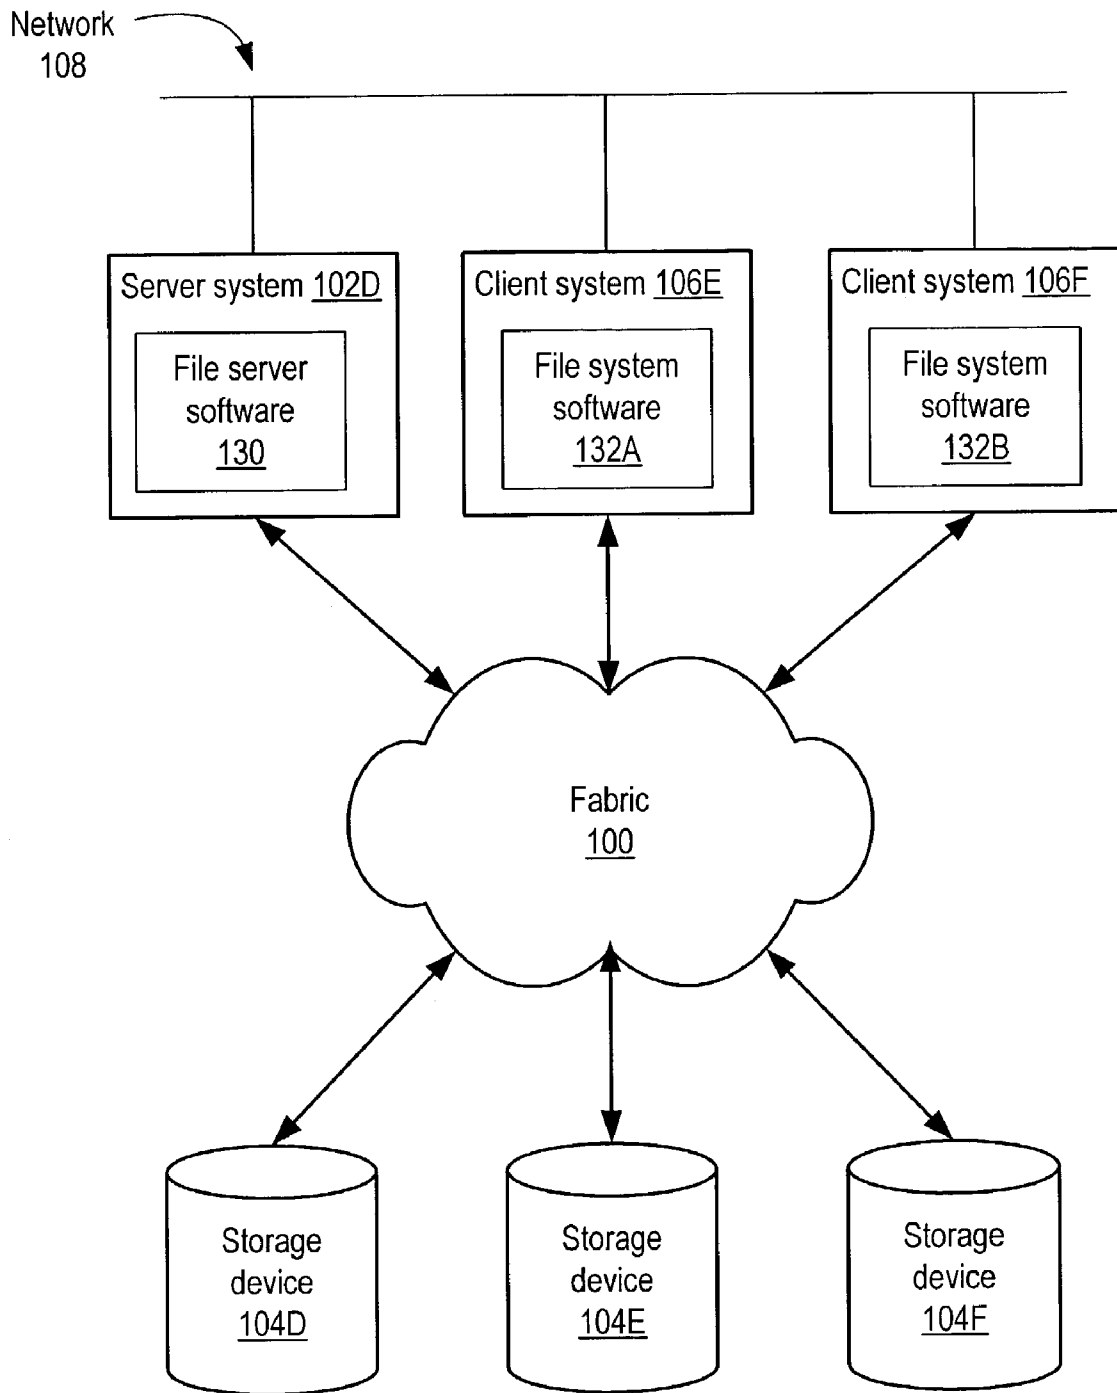 Network
108
Server system 102D
File server
software
130
Client system 106E
File system
software
132A
Client system 106F
File system
software
132B
Fabric
100
Storage
device
104D
Storage
device
104E
Storage
device
104F